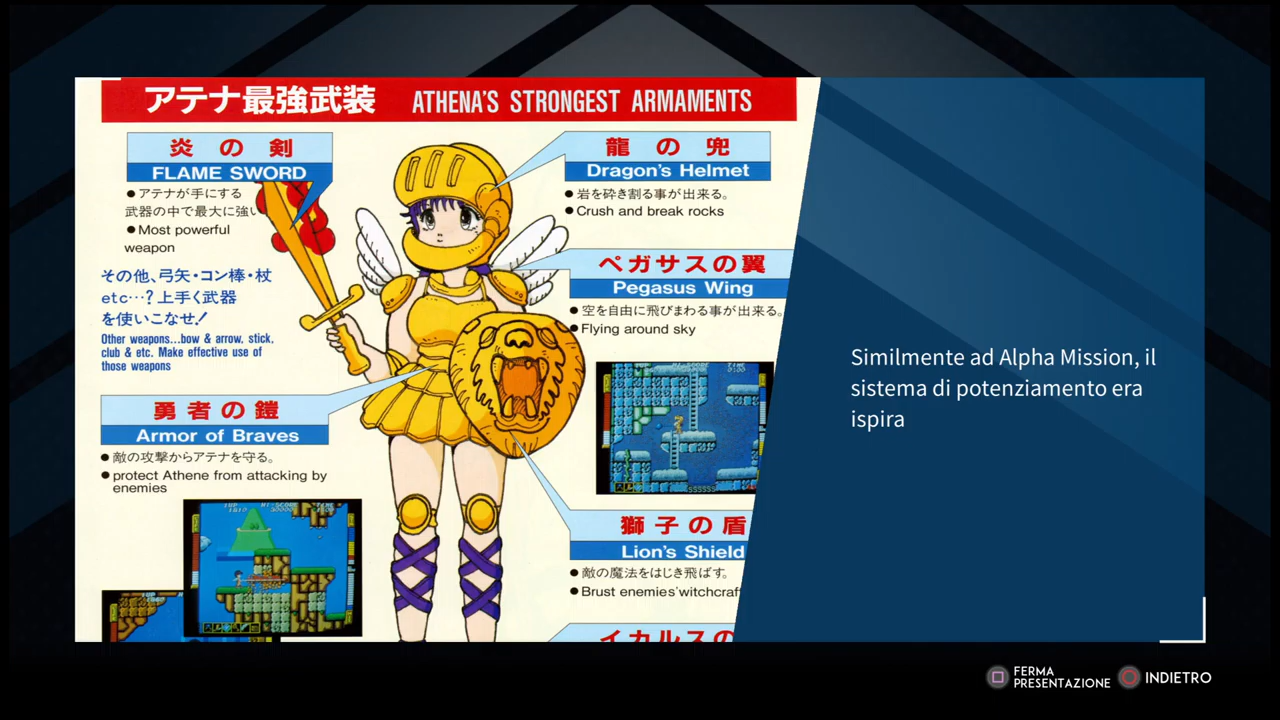 アテナ最強武装 ATHENA'S STRONGEST ARMAMENTS
炎の剣
FLAME SWORD
● アテナが手にする
武器の中で最大に強い
● Most powerful
weapon
その他、弓矢・コン棒・杖
etc…?上手く武器
を使いこなせ!
Other weapons...bow & arrow, stick,
club & etc. Make effective use of
those weapons
勇者の鎧
Armor of Braves
● 敵の攻撃からアテナを守る。
● protect Athene from attacking by
enemies
龍の兜
Dragon's Helmet
● 岩を砕き割る事が出来る。
● Crush and break rocks
ペガサスの翼
Pegasus Wing
● 空を自由に飛びまわる事が出来る。
● Flying around sky
獅子の盾
Lion's Shield
● 敵の魔法をはじき飛ばす。
● Brust enemies'witchcraf
イカルスの
Similmente ad Alpha Mission, il
sistema di potenziamento era
ispira
FERMA
PRESENTAZIONE
INDIETRO